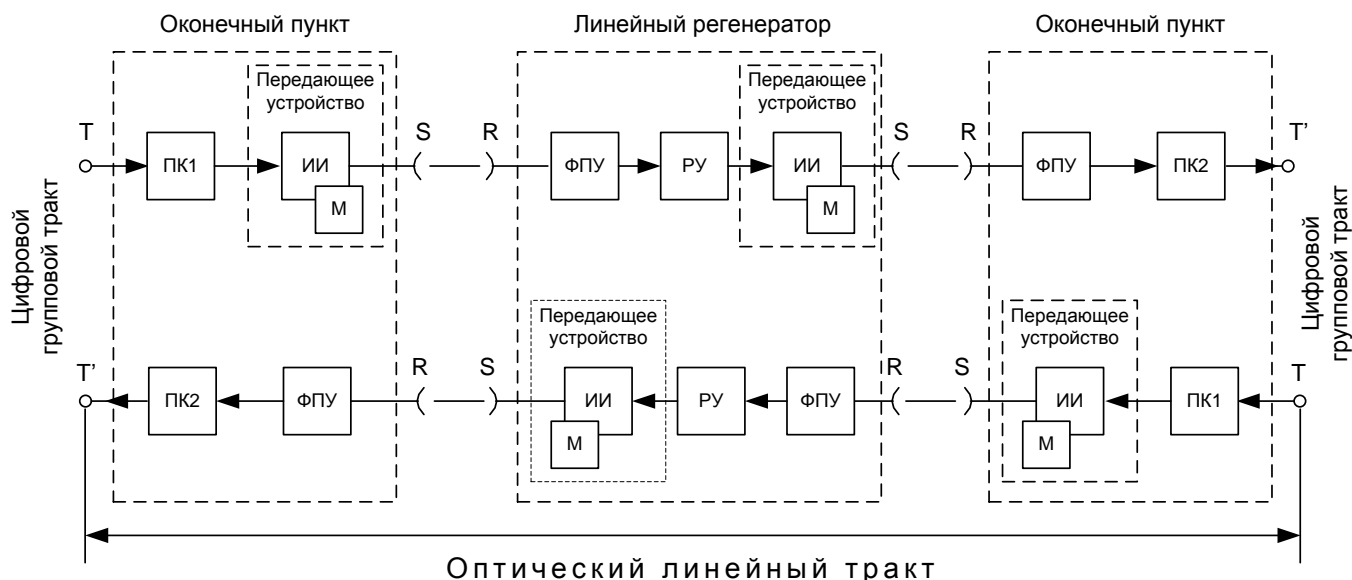 Оконечный пункт
Линейный регенератор
Оконечный пункт
Передающее
устройство
Передающее
устройство
T
S
R
S
R
T'
ПК1
ИИ
М
ФПУ
РУ
ИИ
М
ФПУ
ПК2
Цифровой
групповой тракт
Цифровой
групповой тракт
Передающее
устройство
Передающее
устройство
T'
R
S
R
S
T
ПК2
ФПУ
ИИ
М
РУ
ФПУ
ИИ
М
ПК1
Оптический линейный тракт